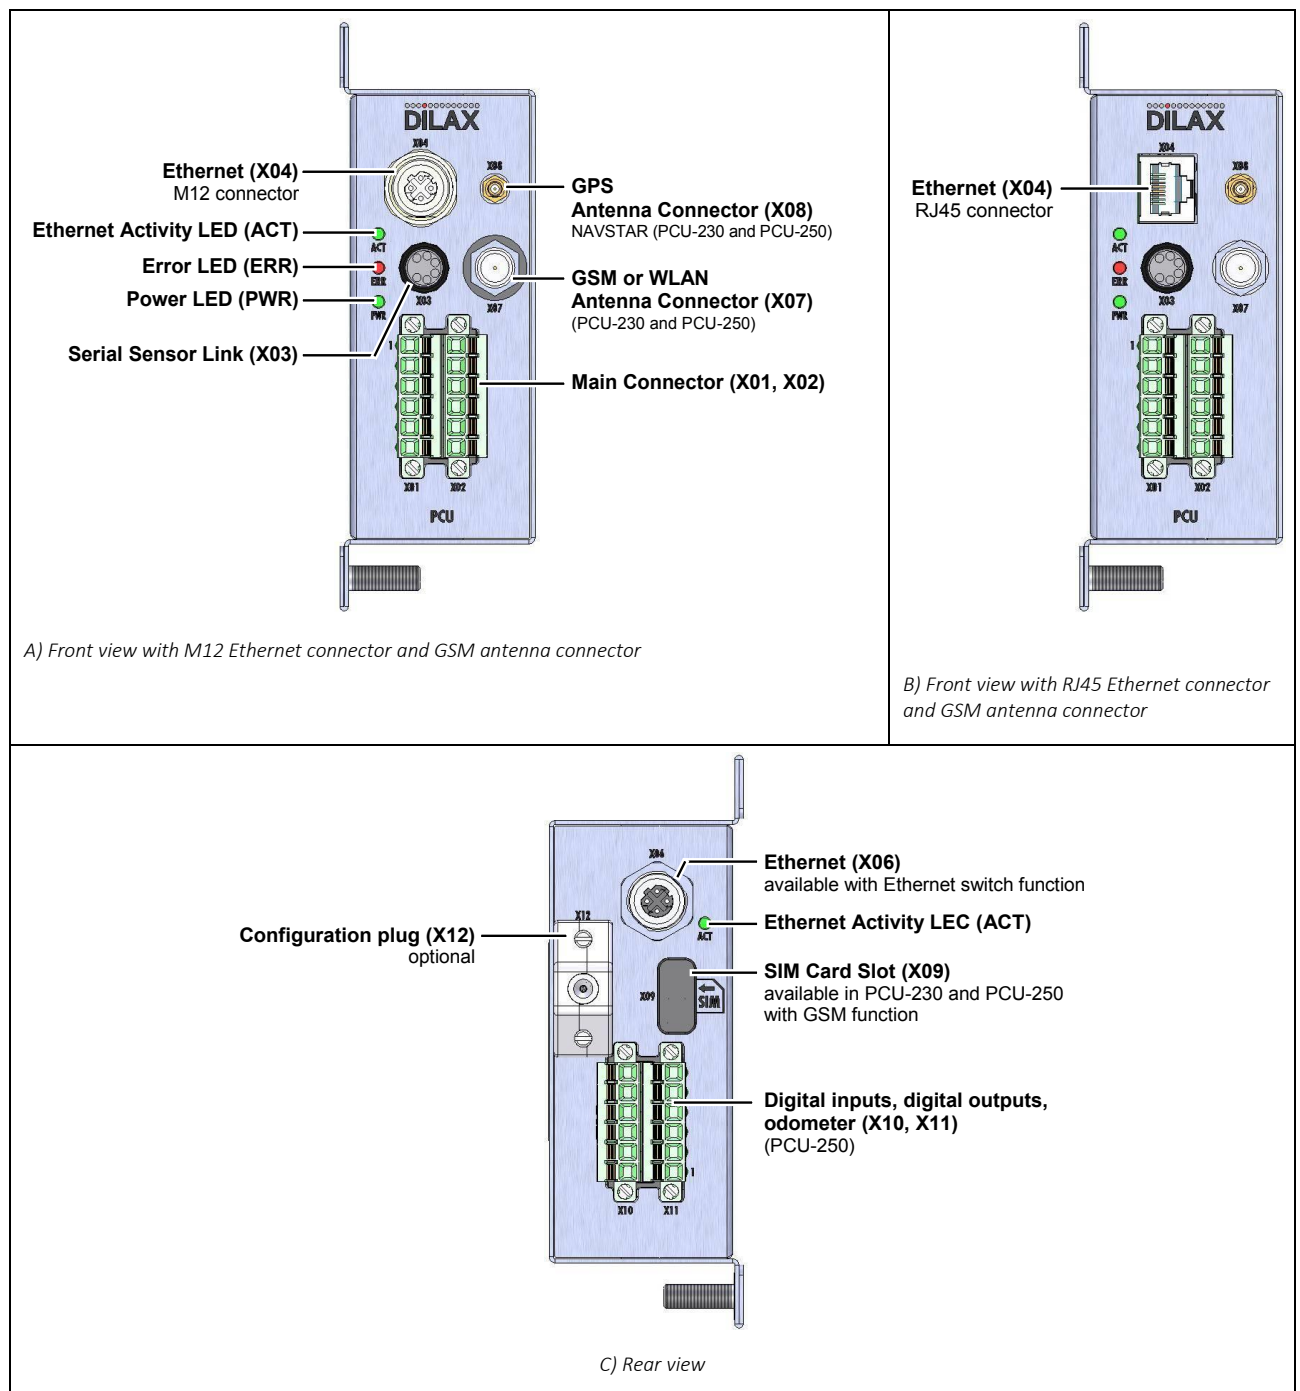 DILAX
X04
Ethernet (X04)
M12 connector
X08
GPS
Antenna Connector (X08)
NAVSTAR (PCU-230 and PCU-250)
Ethernet Activity LED (ACT)
ACT
Error LED (ERR)
ERR
Power LED (PWR)
PWR
X03
X07
GSM or WLAN
Antenna Connector (X07)
(PCU-230 and PCU-250)
Serial Sensor Link (X03)
1
Main Connector (X01, X02)
X01 X02
PCU
A) Front view with M12 Ethernet connector and GSM antenna connector
DILAX
X04
X08
Ethernet (X04)
RJ45 connector
ACT
ERR
X03
PWR
X07
1
X01 X02
PCU
B) Front view with RJ45 Ethernet connector
and GSM antenna connector
X06
Ethernet (X06)
available with Ethernet switch function
X12
Configuration plug (X12)
optional
ACT
Ethernet Activity LEC (ACT)
X09
SIM
SIM Card Slot (X09)
available in PCU-230 and PCU-250
with GSM function
Digital inputs, digital outputs,
odometer (X10, X11)
(PCU-250)
1
X10 X11
C) Rear view